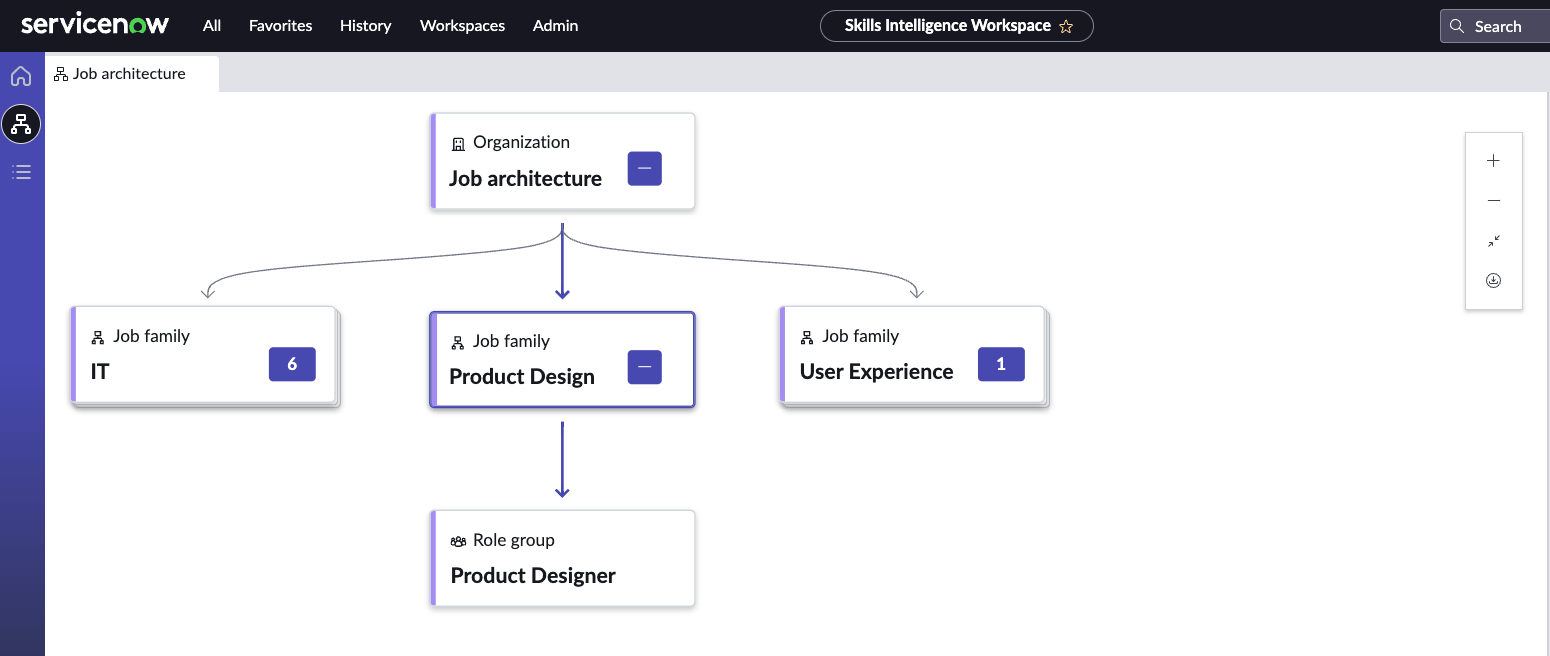 servicenow All Favorites History Workspaces Admin Skills Intelligence Workspace Search
Job architecture
Organization
Job architecture
Job family
IT
6
Job family
Product Design
Job family
User Experience
1
Role group
Product Designer